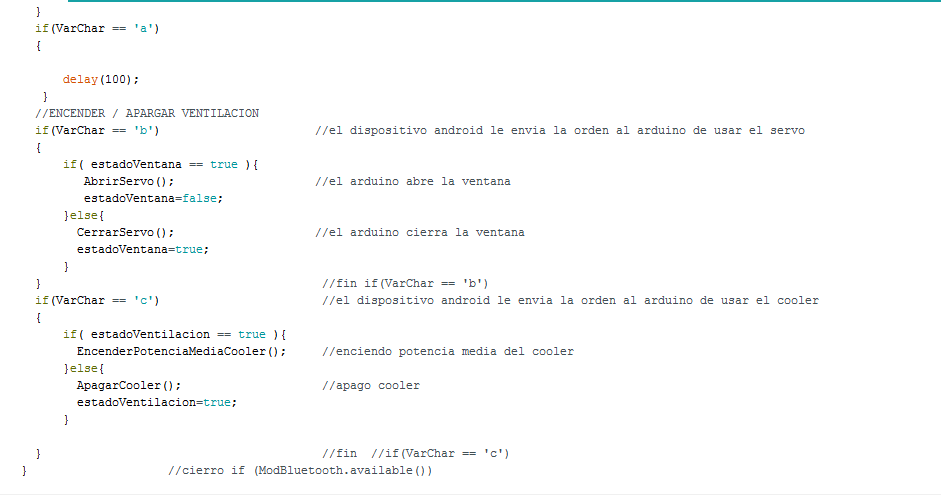 }
if(VarChar == 'a')
{
delay(100);
}
//ENCENDER / APARGAR VENTILACION
if(VarChar == 'b') //el dispositivo android le envia la orden al arduino de usar el servo
{
if( estadoVentana == true ){
AbrirServo(); //el arduino abre la ventana
estadoVentana=false;
}else{
CerrarServo(); //el arduino cierra la ventana
estadoVentana=true;
}
} //fin if(VarChar == 'b')
if(VarChar == 'c') //el dispositivo android le envia la orden al arduino de usar el cooler
{
if( estadoVentilacion == true ){
EncenderPotenciaMediaCooler(); //enciendo potencia media del cooler
}else{
ApagarCooler(); //apago cooler
estadoVentilacion=true;
}
} //fin //if(VarChar == 'c')
} //cierro if (ModBluetooth.available())